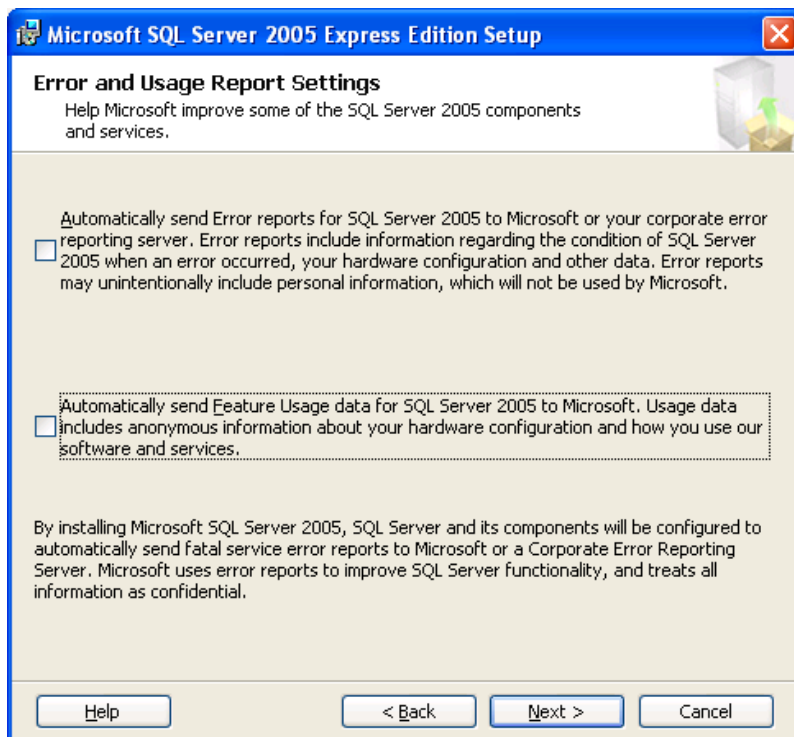 Microsoft SQL Server 2005 Express Edition Setup
Error and Usage Report Settings
Help Microsoft improve some of the SQL Server 2005 components
and services.
Automatically send Error reports for SQL Server 2005 to Microsoft or your corporate error
reporting server. Error reports include information regarding the condition of SQL Server
2005 when an error occurred, your hardware configuration and other data. Error reports
may unintentionally include personal information, which will not be used by Microsoft.
Automatically send Feature Usage data for SQL Server 2005 to Microsoft. Usage data
includes anonymous information about your hardware configuration and how you use our
software and services.
By installing Microsoft SQL Server 2005, SQL Server and its components will be configured to
automatically send fatal service error reports to Microsoft or a Corporate Error Reporting
Server. Microsoft uses error reports to improve SQL Server functionality, and treats all
information as confidential.
Help < Back Next > Cancel